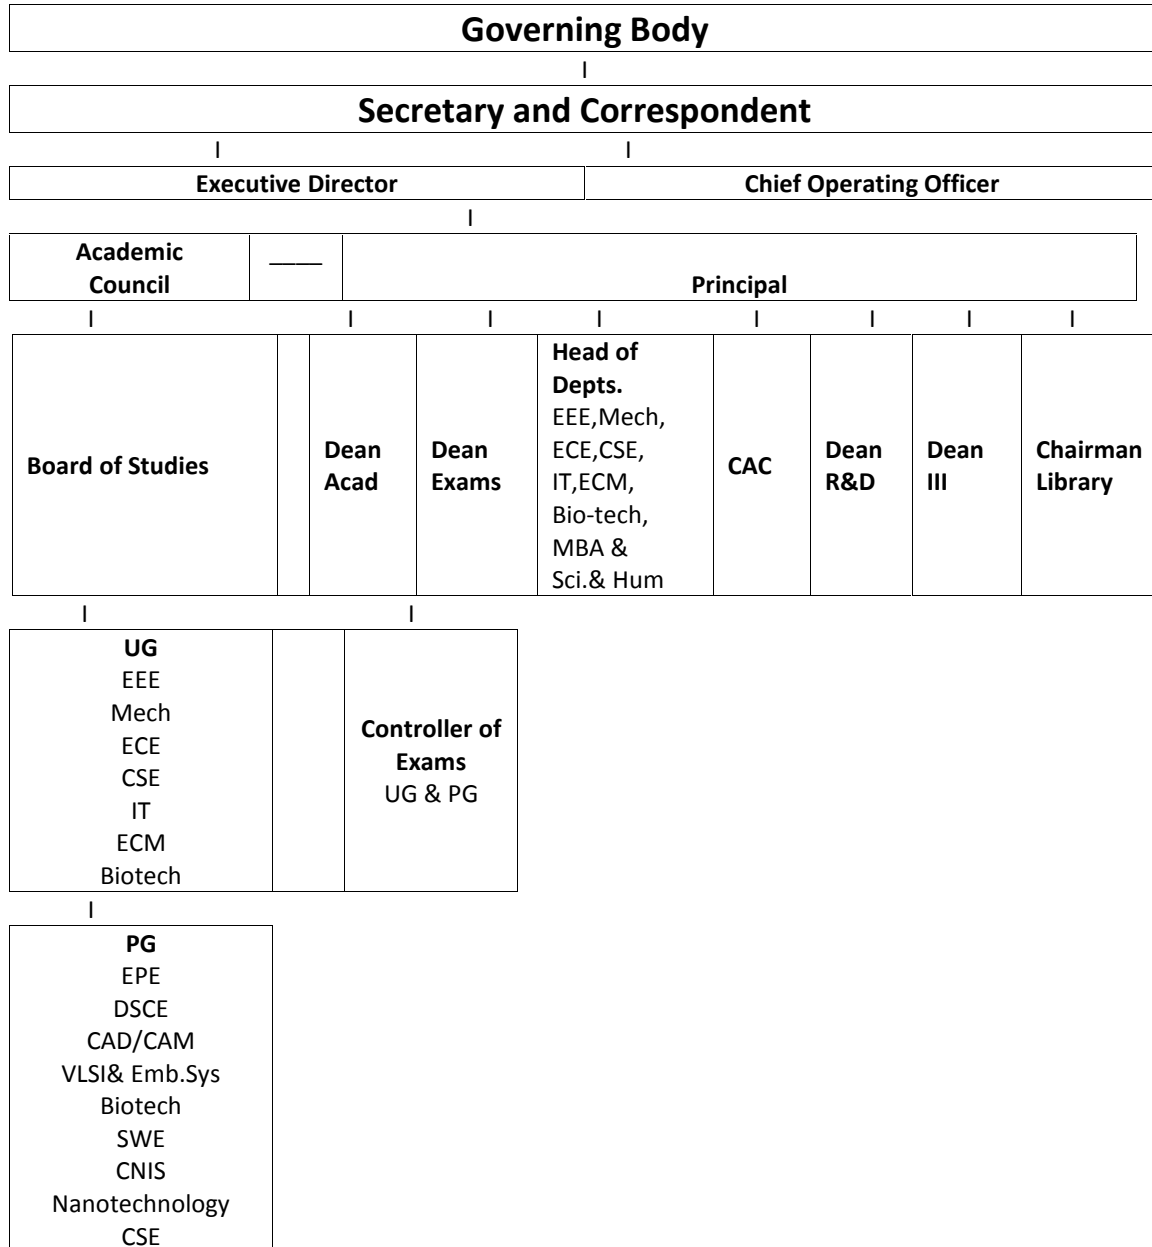 Governing Body
Secretary and Correspondent
Executive Director
Chief Operating Officer
Academic
Council
Principal
Board of Studies
Dean
Acad
Dean
Exams
Head of
Depts.
EEE,Mech,
ECE,CSE,
IT,ECM,
Bio-tech,
MBA &
Sci.& Hum
CAC
Dean
R&D
Dean
III
Chairman
Library
UG
EEE
Mech
ECE
CSE
IT
ECM
Biotech
Controller of
Exams
UG & PG
PG
EPE
DSCE
CAD/CAM
VLSI& Emb.Sys
Biotech
SWE
CNIS
Nanotechnology
CSE